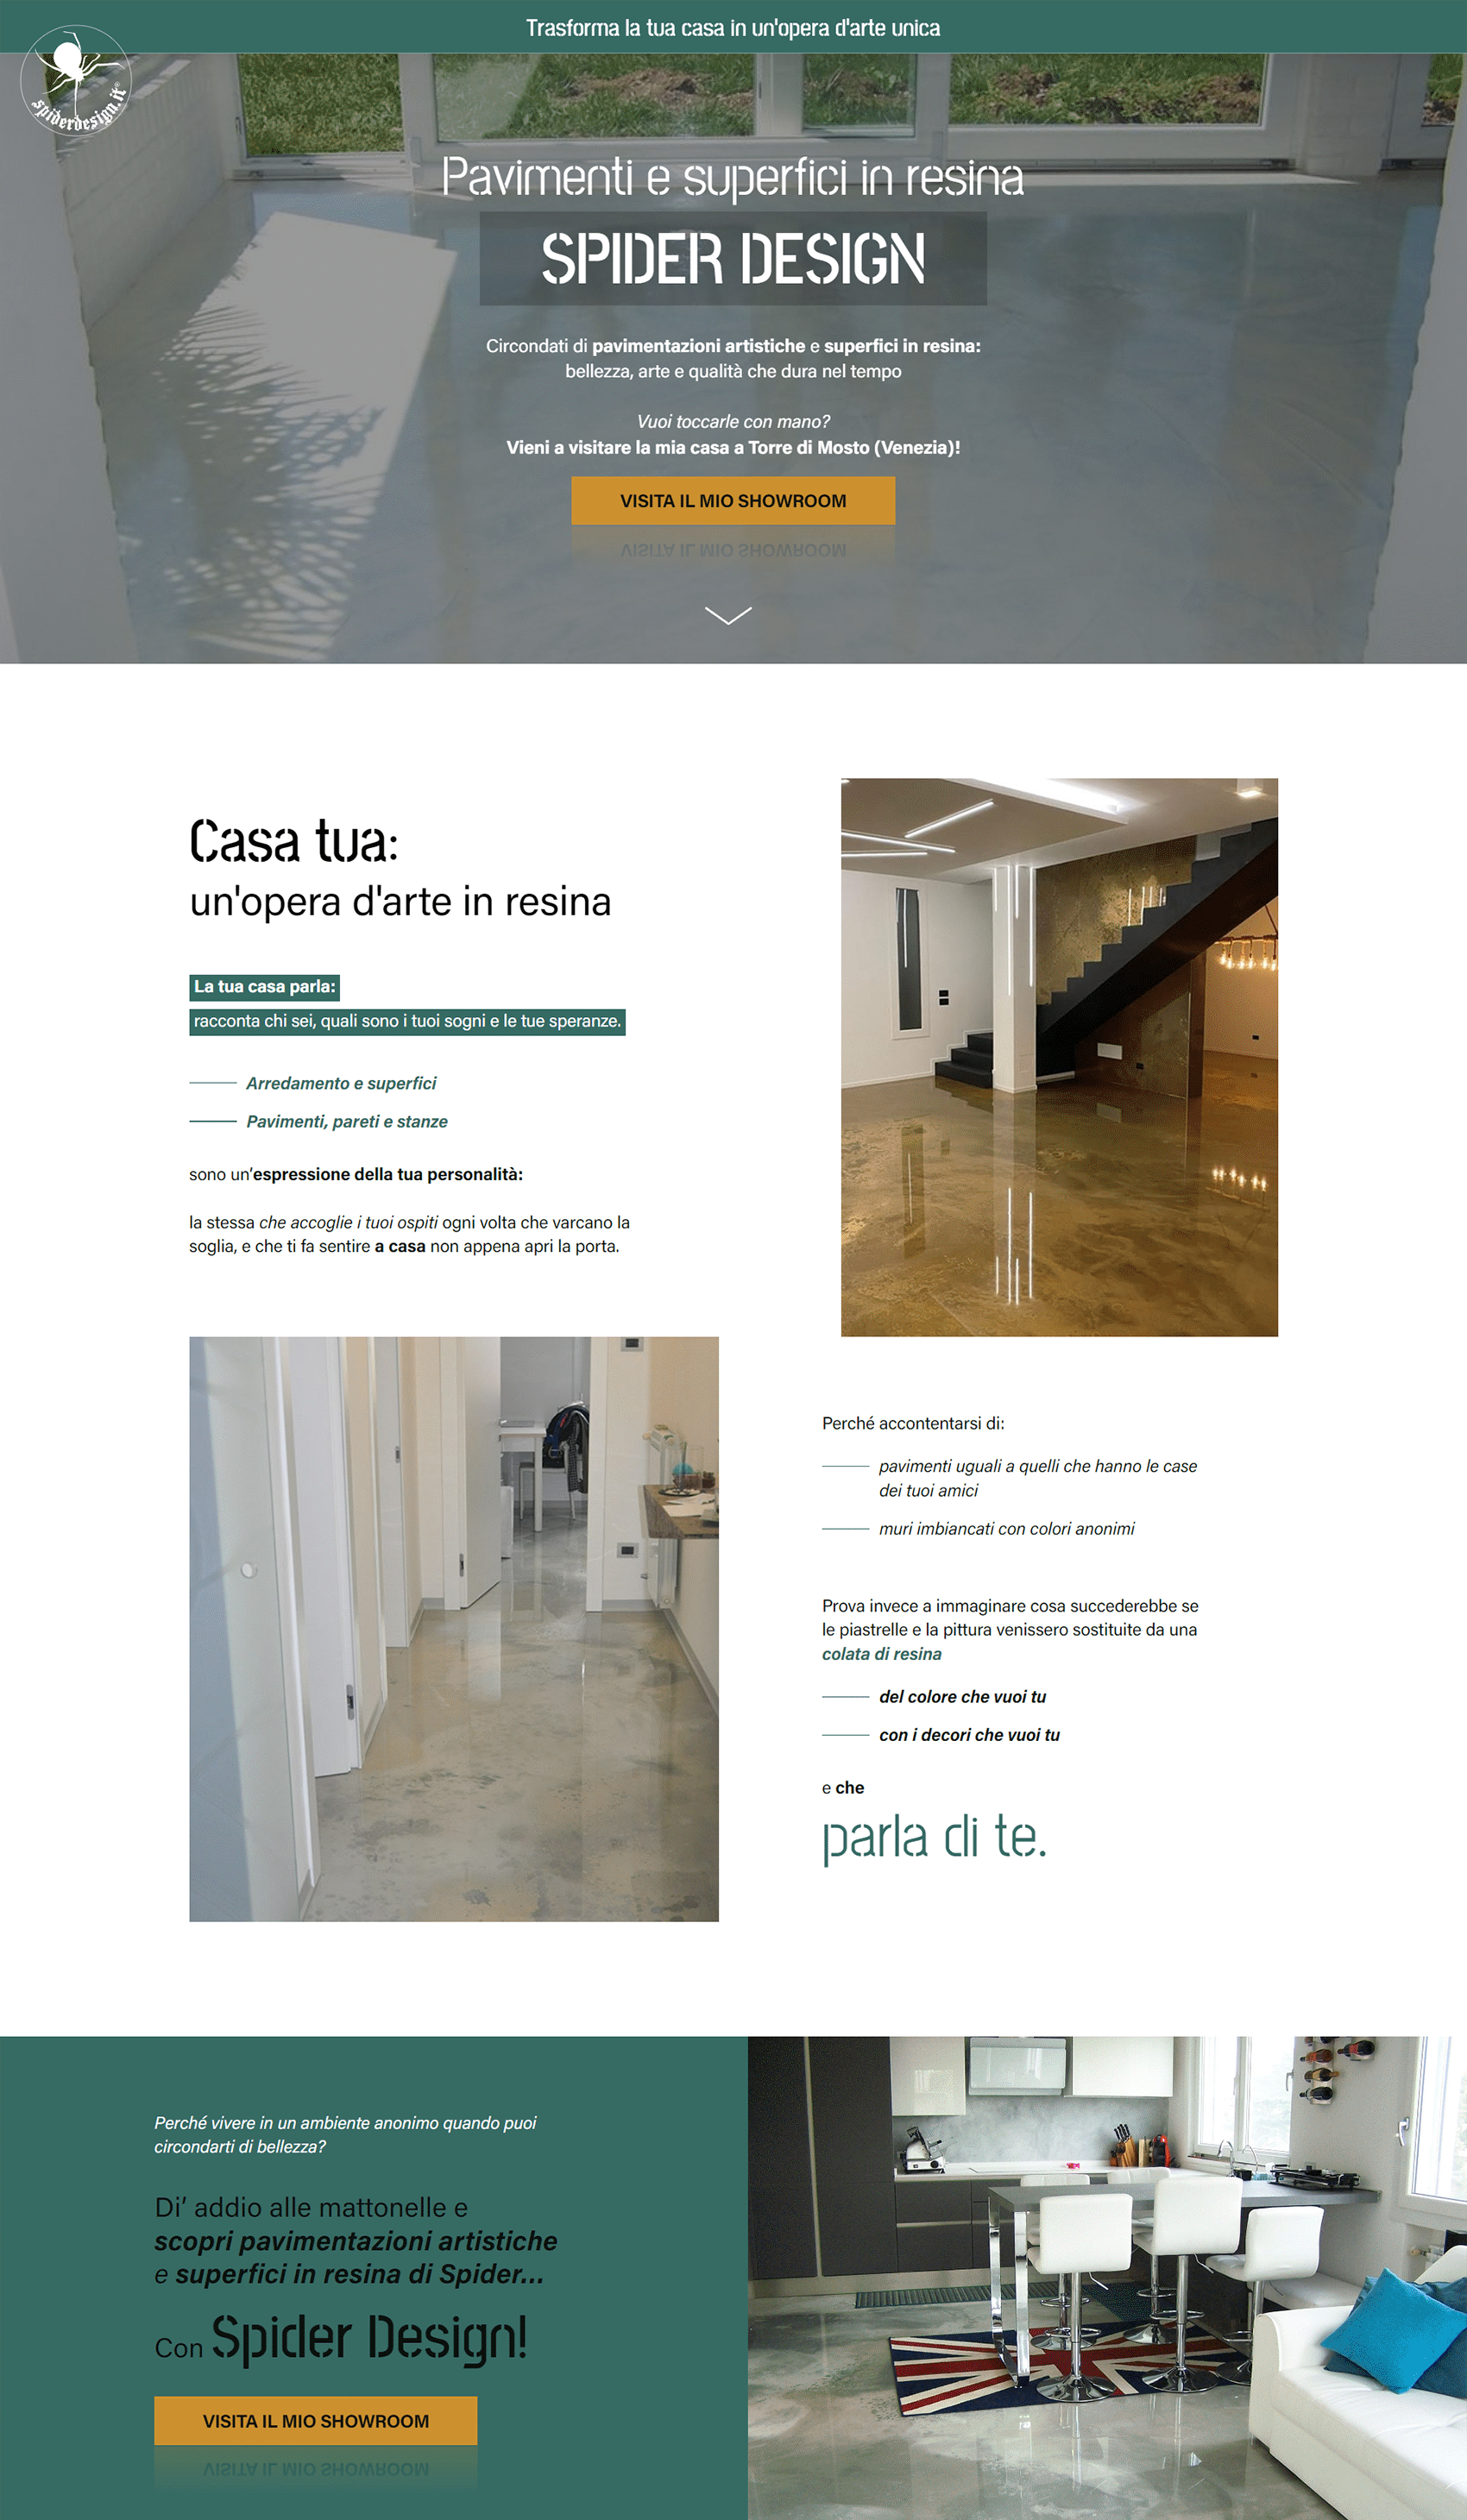 Trasforma la tua casa in un'opera d'arte unica
spiderdesign.it®
Pavimenti e superfici in resina
SPIDER DESIGN
Circondati di pavimentazioni artistiche e superfici in resina:
bellezza, arte e qualità che dura nel tempo
Vuoi toccarle con mano?
Vieni a visitare la mia casa a Torre di Mosto (Venezia)!
VISITA IL MIO SHOWROOM
VISITA IL MIO SHOWROOM
Casa tua:
un'opera d'arte in resina
La tua casa parla:
racconta chi sei, quali sono i tuoi sogni e le tue speranze.
Arredamento e superfici
Pavimenti, pareti e stanze
sono un'espressione della tua personalità:
la stessa che accoglie i tuoi ospiti ogni volta che varcano la
soglia, e che ti fa sentire a casa non appena apri la porta.
Perché accontentarsi di:
pavimenti uguali a quelli che hanno le case
dei tuoi amici
muri imbiancati con colori anonimi
Prova invece a immaginare cosa succederebbe se
le piastrelle e la pittura venissero sostituite da una
colata di resina
del colore che vuoi tu
con i decori che vuoi tu
e che
parla di te.
Perché vivere in un ambiente anonimo quando puoi
circondarti di bellezza?
Di' addio alle mattonelle e
scopri pavimentazioni artistiche
e superfici in resina di Spider...
Con Spider Design!
VISITA IL MIO SHOWROOM
VISITA IL MIO SHOWROOM